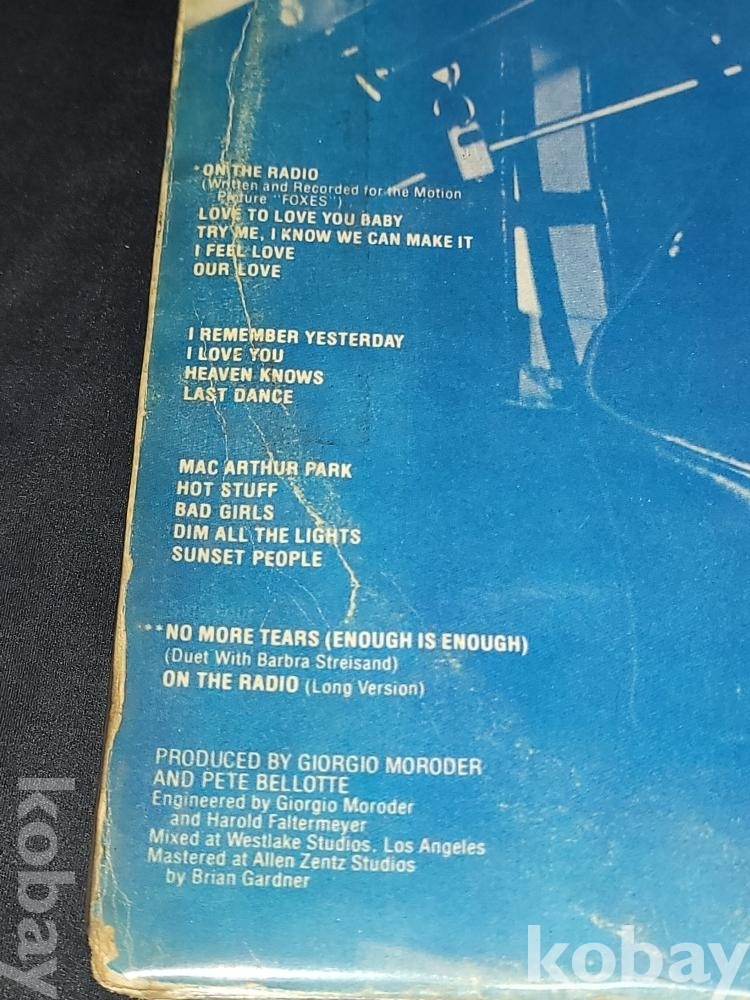 *ON THE RADIO
(Written and Recorded for the Motion
Picture "FOXES")
LOVE TO LOVE YOU BABY
TRY ME, I KNOW WE CAN MAKE IT
I FEEL LOVE
OUR LOVE
I REMEMBER YESTERDAY
I LOVE YOU
HEAVEN KNOWS
LAST DANCE
MAC ARTHUR PARK
HOT STUFF
BAD GIRLS
DIM ALL THE LIGHTS
SUNSET PEOPLE
Side Four
***NO MORE TEARS (ENOUGH IS ENOUGH)
(Duet With Barbra Streisand)
ON THE RADIO (Long Version)
PRODUCED BY GIORGIO MORODER
AND PETE BELLOTTE
Engineered by Giorgio Moroder
and Harold Faltermeyer
Mixed at Westlake Studios, Los Angeles
Mastered at Allen Zentz Studios
by Brian Gardner
kobay
kobay